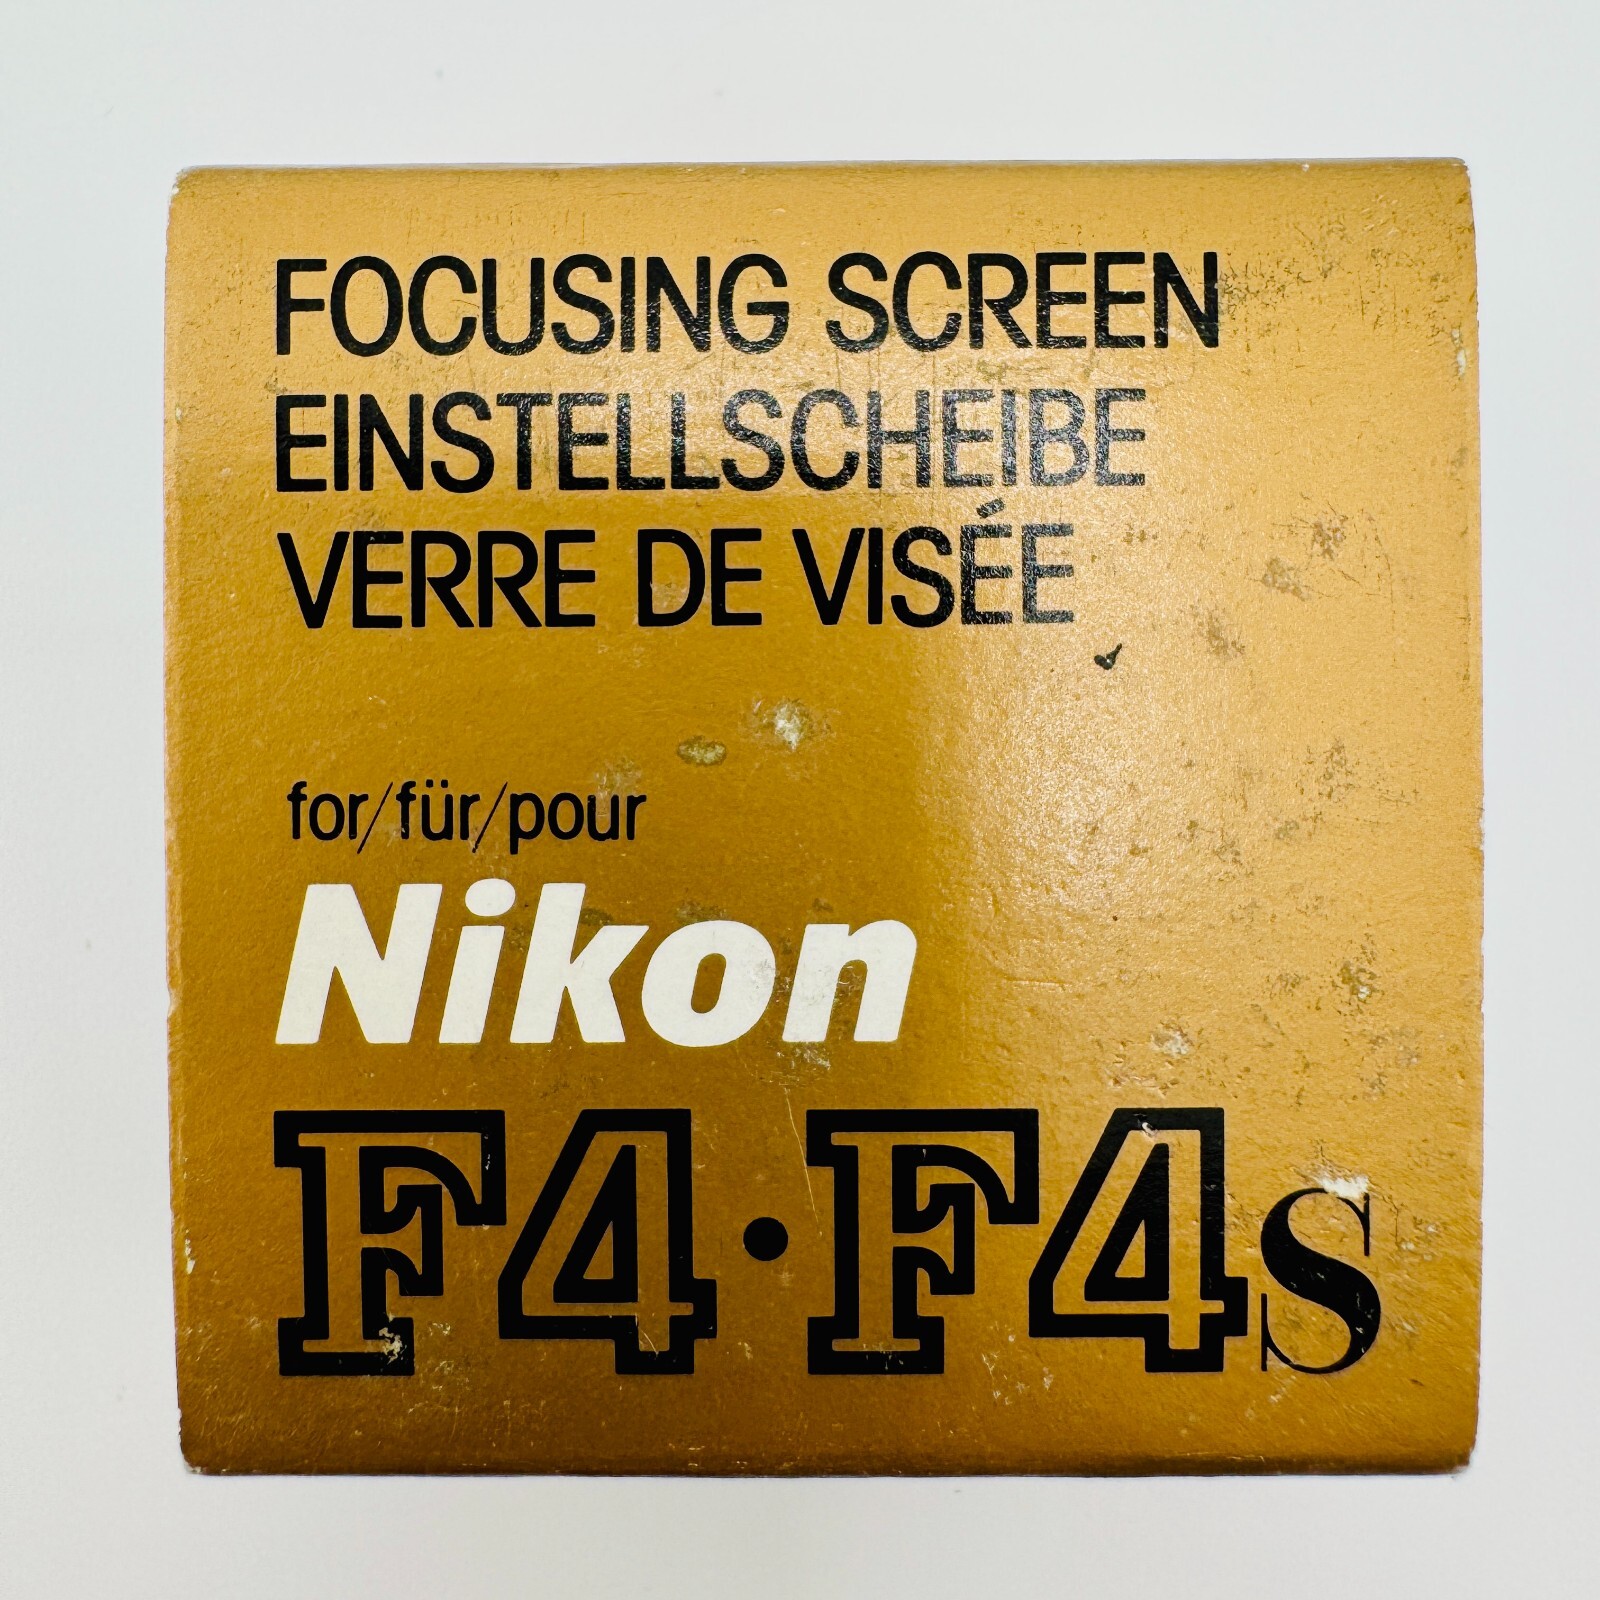 FOCUSING SCREEN
EINSTELLSCHEIBE
VERRE DE VISÉE
for/für/pour
Nikon
F4·F4s